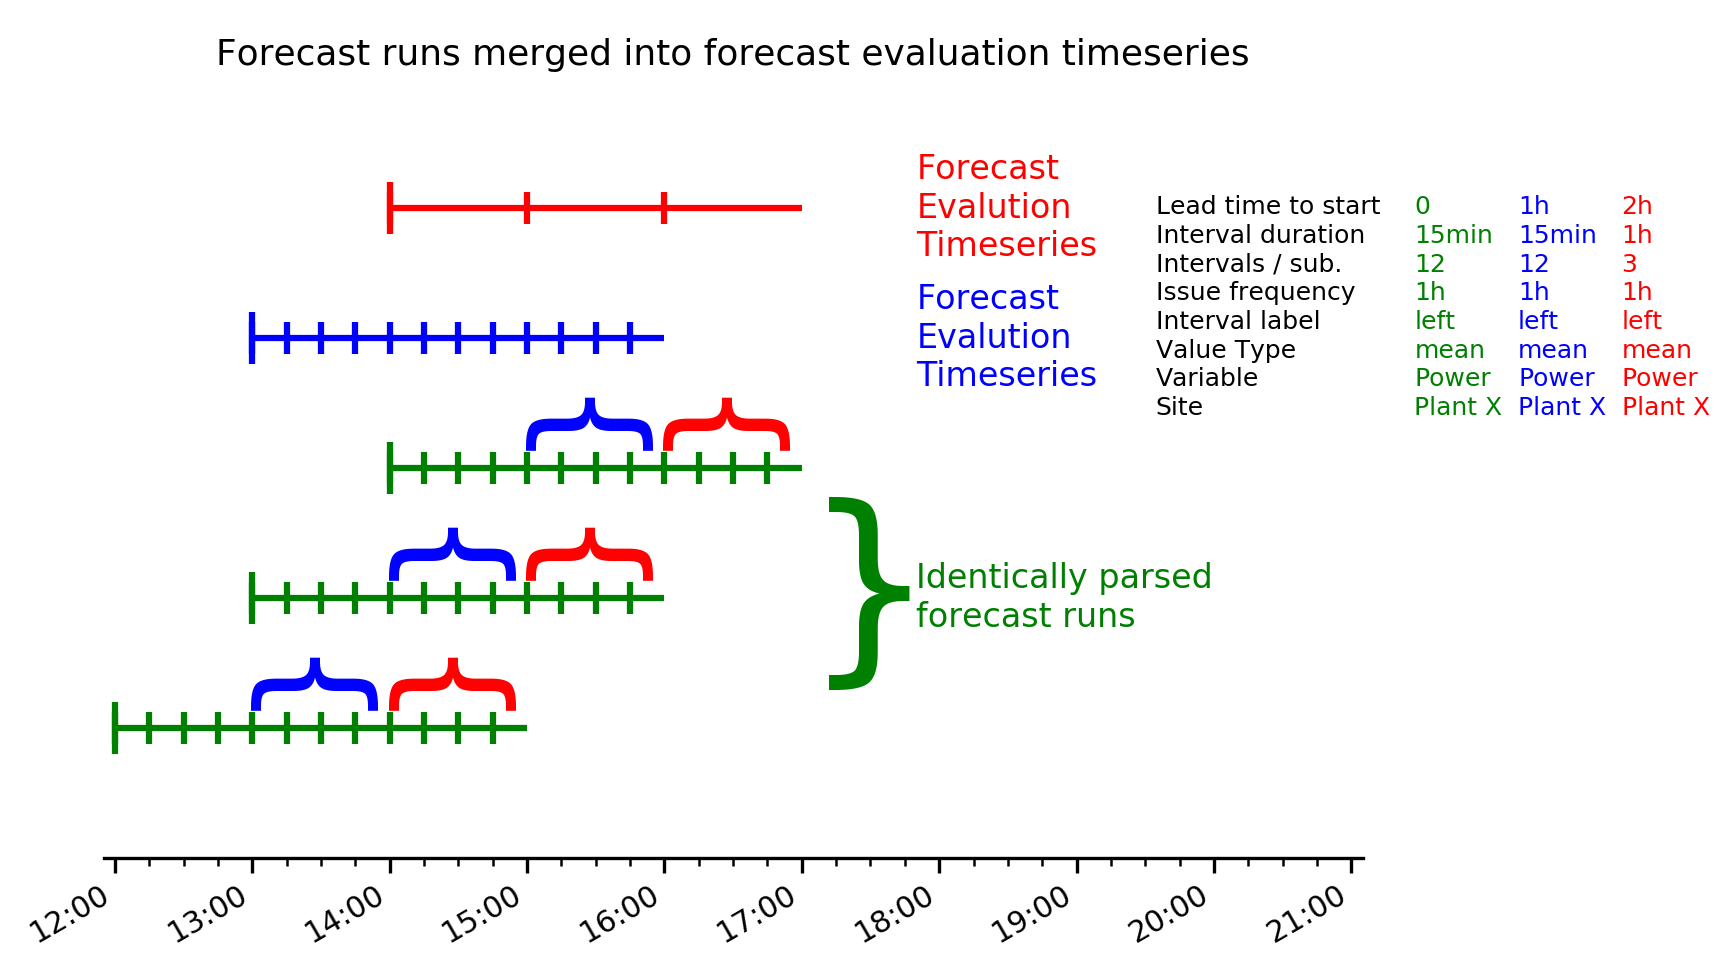 Forecast runs merged into forecast evaluation timeseries
Forecast
Evalution
Timeseries
Forecast
Evalution
Timeseries
Lead time to start 0 1h 2h
Interval duration 15min 15min 1h
Intervals / sub. 12 12 3
Issue frequency 1h 1h 1h
Interval label left left left
Value Type mean mean mean
Variable Power Power Power
Site Plant X Plant X Plant X
Identically parsed
forecast runs
12:00 13:00 14:00 15:00 16:00 17:00 18:00 19:00 20:00 21:00